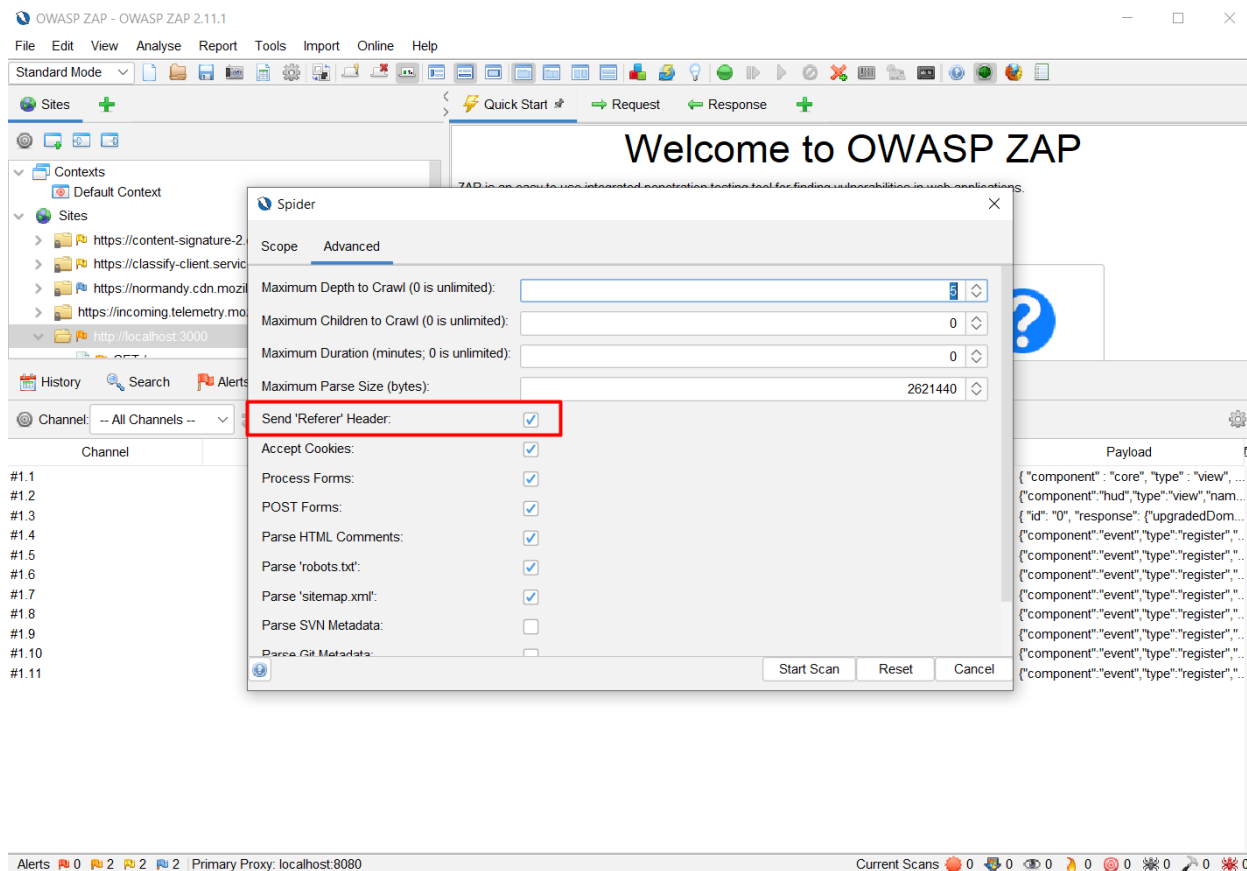 OWASP ZAP - OWASP ZAP 2.11.1
File Edit View Analyse Report Tools Import Online Help
Standard Mode
Sites
Quick Start
Request
Response
Welcome to OWASP ZAP
Contexts
Default Context
ZAP is an easy to use integrated penetration testing tool for finding vulnerabilities in web applications.
Sites
https://content-signature-2.
https://classify-client.servic
https://normandy.cdn.mozil
https://incoming.telemetry.mo
http://localhost:3000
GET:/
Spider
Scope Advanced
Maximum Depth to Crawl (0 is unlimited): 5
Maximum Children to Crawl (0 is unlimited): 0
Maximum Duration (minutes; 0 is unlimited): 0
Maximum Parse Size (bytes): 2621440
Send 'Referer' Header:
Accept Cookies:
Process Forms:
POST Forms:
Parse HTML Comments:
Parse 'robots.txt':
Parse 'sitemap.xml':
Parse SVN Metadata:
Parse Git Metadata:
Start Scan Reset Cancel
History Search Alerts
Channel: -- All Channels --
Channel Payload
#1.1 { "component" : "core", "type" : "view", ...
#1.2 {"component":"hud","type":"view","nam...
#1.3 { "id": "0", "response": {"upgradedDom...
#1.4 {"component":"event","type":"register","..
#1.5 {"component":"event","type":"register","..
#1.6 {"component":"event","type":"register","..
#1.7 {"component":"event","type":"register","..
#1.8 {"component":"event","type":"register","..
#1.9 {"component":"event","type":"register","..
#1.10 {"component":"event","type":"register","..
#1.11 {"component":"event","type":"register","..
Alerts 0 2 2 2 Primary Proxy: localhost:8080 Current Scans 0 0 0 0 0 0 0 0